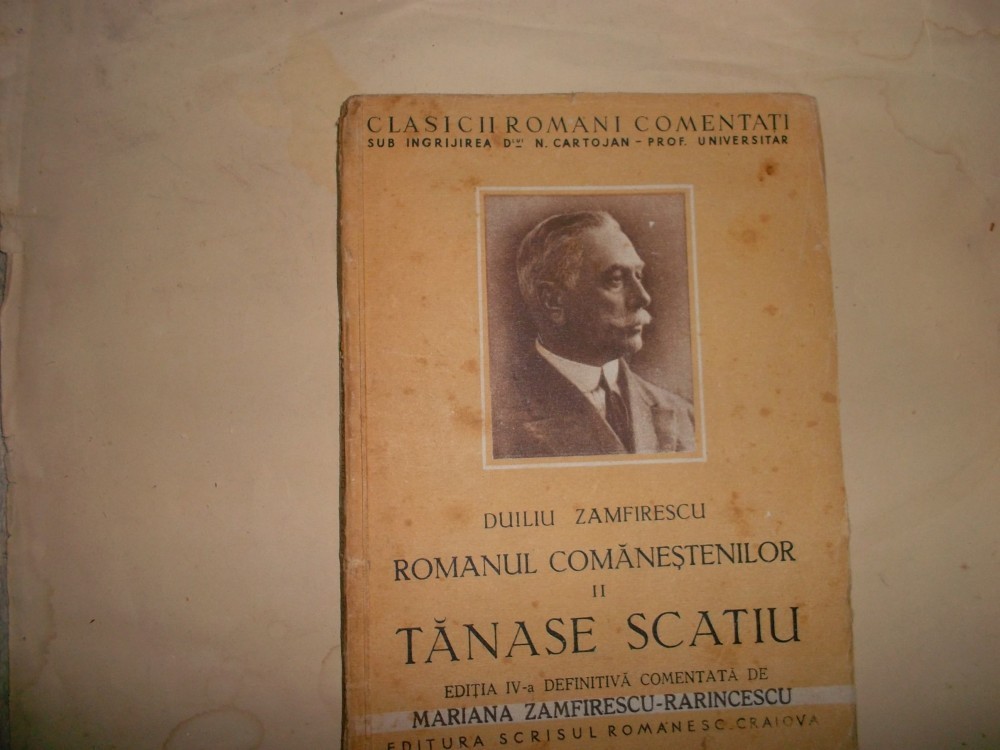 CLASICII ROMANI COMENTAȚI
SUB INGRIJIREA Dlui N. CARTOJAN - PROF. UNIVERSITAR
DUILIU ZAMFIRESCU
ROMANUL COMĂNEȘTENILOR
II
TĂNASE SCATIU
EDIȚIA IV-a DEFINITIVĂ COMENTATĂ DE
MARIANA ZAMFIRESCU-RARINCESCU
EDITURA SCRISUL ROMÂNESC-CRAIOVA